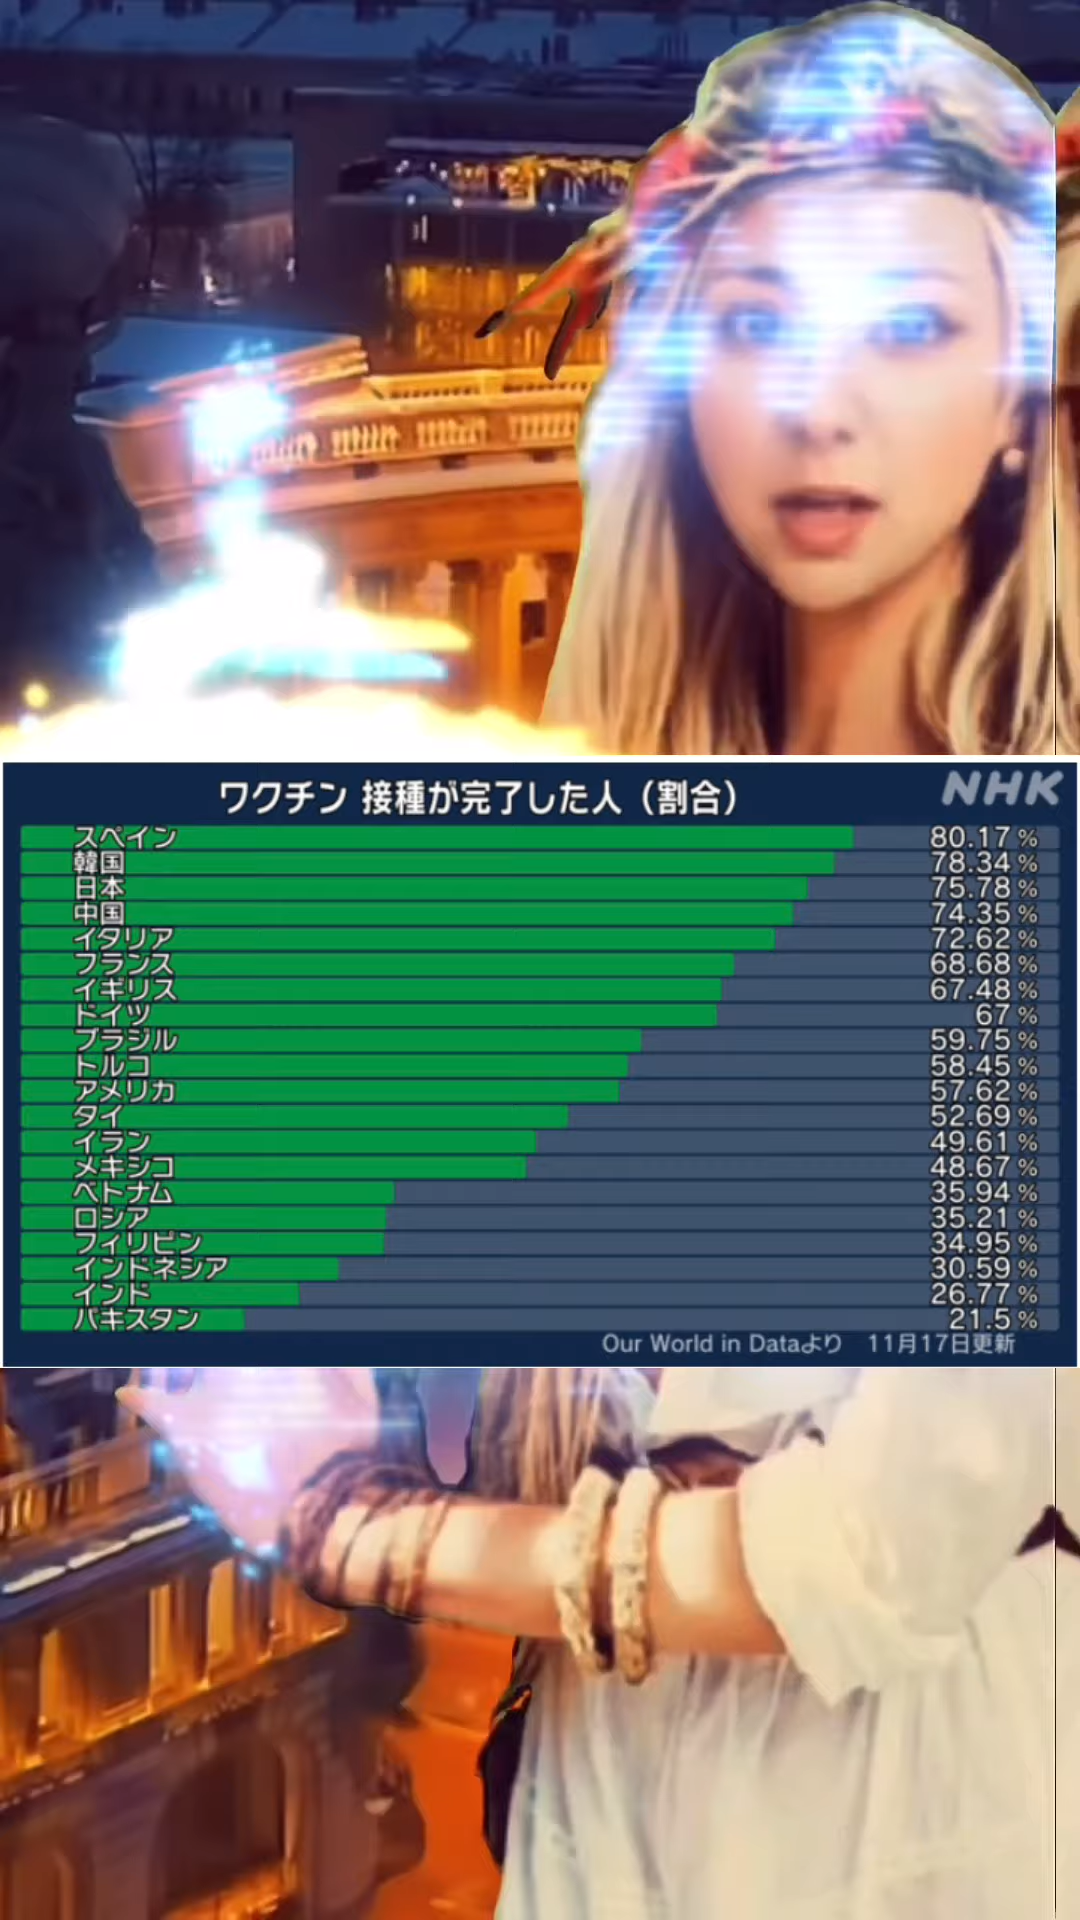 ワクチン 接種が完了した人（割合）
NHK
スペイン 80.17%
韓国 78.34%
日本 75.78%
中国 74.35%
イタリア 72.62%
フランス 68.68%
イギリス 67.48%
ドイツ 67%
ブラジル 59.75%
トルコ 58.45%
アメリカ 57.62%
タイ 52.69%
イラン 49.61%
メキシコ 48.67%
ベトナム 35.94%
ロシア 35.21%
フィリピン 34.95%
インドネシア 30.59%
インド 26.77%
パキスタン 21.5%
Our World in Dataより 11月17日更新